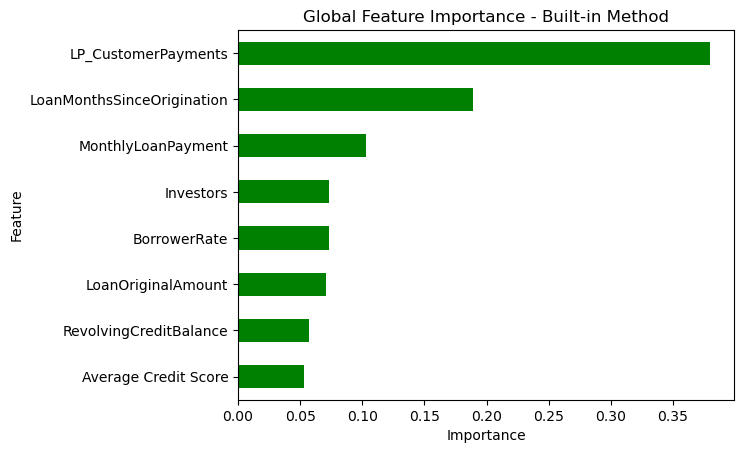 Global Feature Importance - Built-in Method
LP_CustomerPayments
LoanMonthsSinceOrigination
MonthlyLoanPayment
Investors
BorrowerRate
LoanOriginalAmount
RevolvingCreditBalance
Average Credit Score
Feature
0.00 0.05 0.10 0.15 0.20 0.25 0.30 0.35
Importance